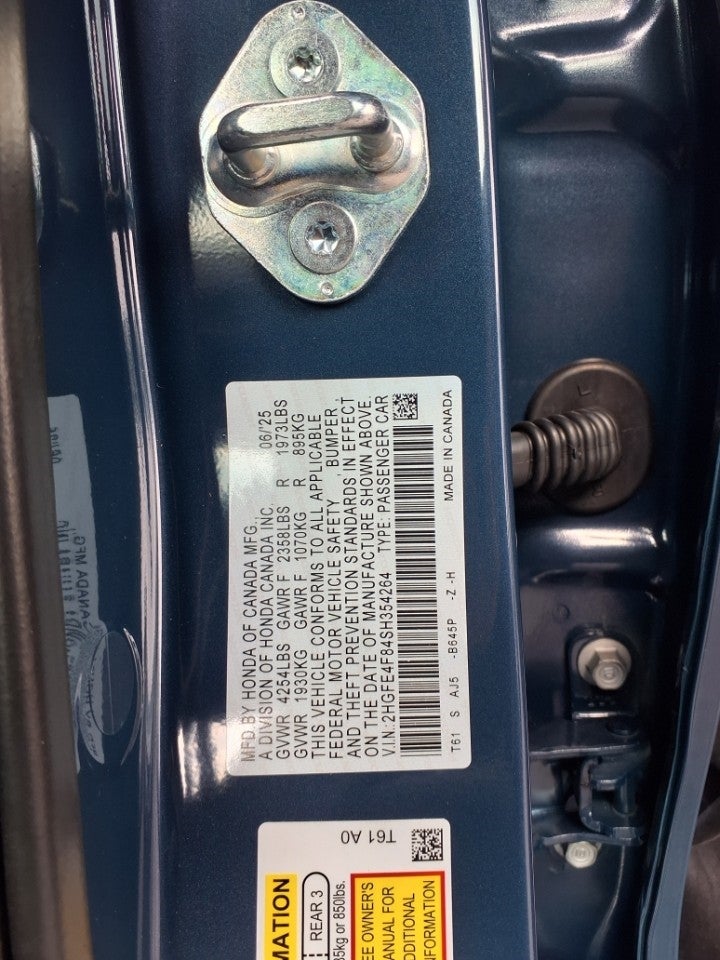 MFD.BY HONDA OF CANADA MFG., 06/'25
A DIVISION OF HONDA CANADA INC.
GVWR 4254LBS GAWR F 2358LBS R 1973LBS
GVWR 1930KG GAWR F 1070KG R 895KG
THIS VEHICLE CONFORMS TO ALL APPLICABLE
FEDERAL MOTOR VEHICLE SAFETY , BUMPER ,
AND THEFT PREVENTION STANDARDS IN EFFECT
ON THE DATE OF MANUFACTURE SHOWN ABOVE.
V.I.N.:2HGFE4F84SH354264 TYPE: PASSENGER CAR
T61 S AJ5 -B645P -Z -H MADE IN CANADA
T61 A0
REAR 3
850lbs.
OWNER'S
FOR